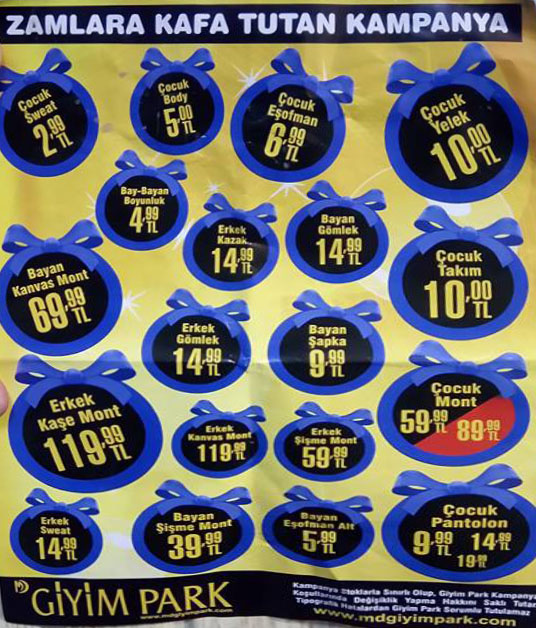 ZAMLARA KAFA TUTAN KAMPANYA
Çocuk
Sweat
2,99
TL
Çocuk
Body
5,00
TL
Çocuk
Eşofman
6,99
TL
Çocuk
Yelek
10,00
TL
Bay-Bayan
Boyunluk
4,99
TL
Erkek
Kazak
14,99
TL
Bayan
Gömlek
14,99
TL
Bayan
Kanvas Mont
69,99
TL
Çocuk
Takım
10,00
TL
Erkek
Gömlek
14,99
TL
Bayan
Şapka
9,99
TL
Erkek
Kaşe Mont
119,99
TL
Erkek
Kanvas Mont
119,99
TL
Erkek
Şişme Mont
59,99
TL
Çocuk
Mont
59,99
TL
89,99
TL
Erkek
Sweat
14,99
TL
Bayan
Şişme Mont
39,99
TL
Bayan
Eşofman Alt
5,99
TL
Çocuk
Pantolon
9,99
TL
14,99
TL
19,99
TL
GİYİM PARK
www.mdgiyimpark.com
Kampanya Stoklarla Sınırlı Olup, Giyim Park Kampanya
Koşullarında Değişiklik Yapma Hakkını Saklı Tutar
Tipografik Hatalardan Giyim Park Sorumlu Tutulamaz
www.mdgiyimpark.com